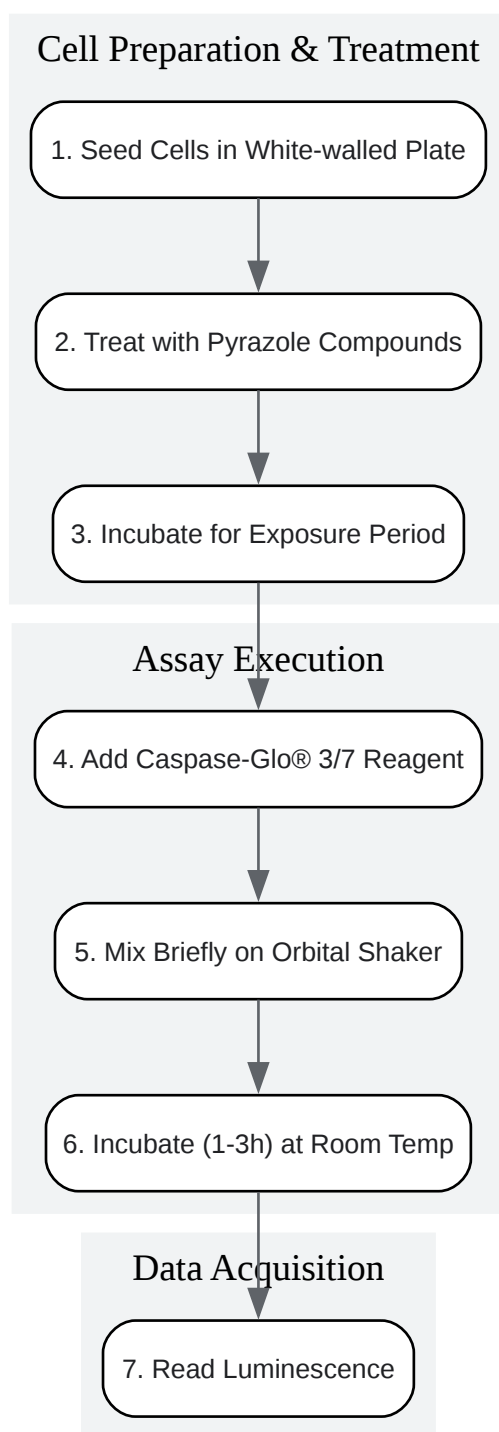 Cell Preparation & Treatment
1. Seed Cells in White-walled Plate
2. Treat with Pyrazole Compounds
3. Incubate for Exposure Period
Assay Execution
4. Add Caspase-Glo® 3/7 Reagent
5. Mix Briefly on Orbital Shaker
6. Incubate (1-3h) at Room Temp
Data Acquisition
7. Read Luminescence